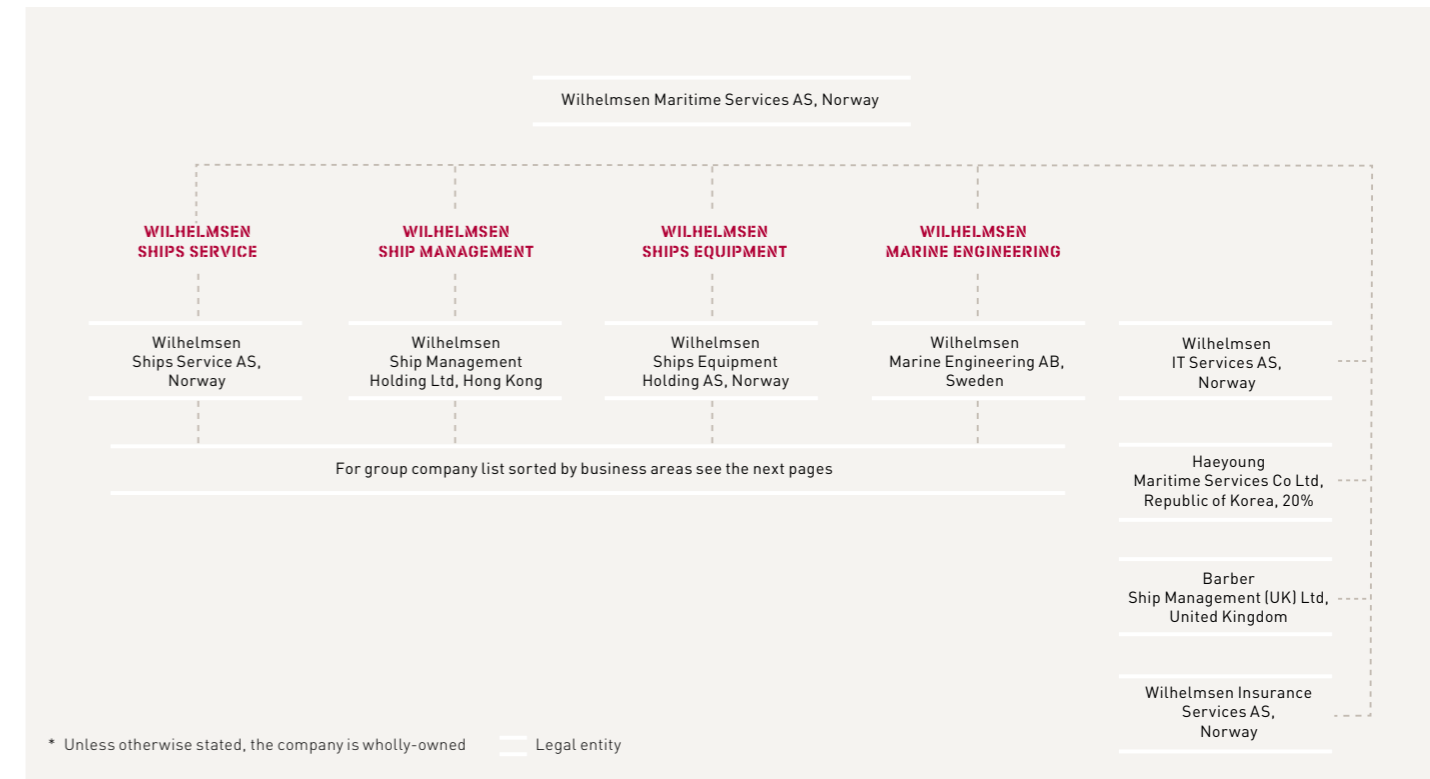 Wilhelmsen Maritime Services AS, Norway
WILHELMSEN
SHIPS SERVICE
WILHELMSEN
SHIP MANAGEMENT
WILHELMSEN
SHIPS EQUIPMENT
WILHELMSEN
MARINE ENGINEERING
Wilhelmsen
Ships Service AS,
Norway
Wilhelmsen
Ship Management
Holding Ltd, Hong Kong
Wilhelmsen
Ships Equipment
Holding AS, Norway
Wilhelmsen
Marine Engineering AB,
Sweden
Wilhelmsen
IT Services AS,
Norway
For group company list sorted by business areas see the next pages
Haeyoung
Maritime Services Co Ltd,
Republic of Korea, 20%
Barber
Ship Management (UK) Ltd,
United Kingdom
Wilhelmsen Insurance
Services AS,
Norway
* Unless otherwise stated, the company is wholly-owned
Legal entity